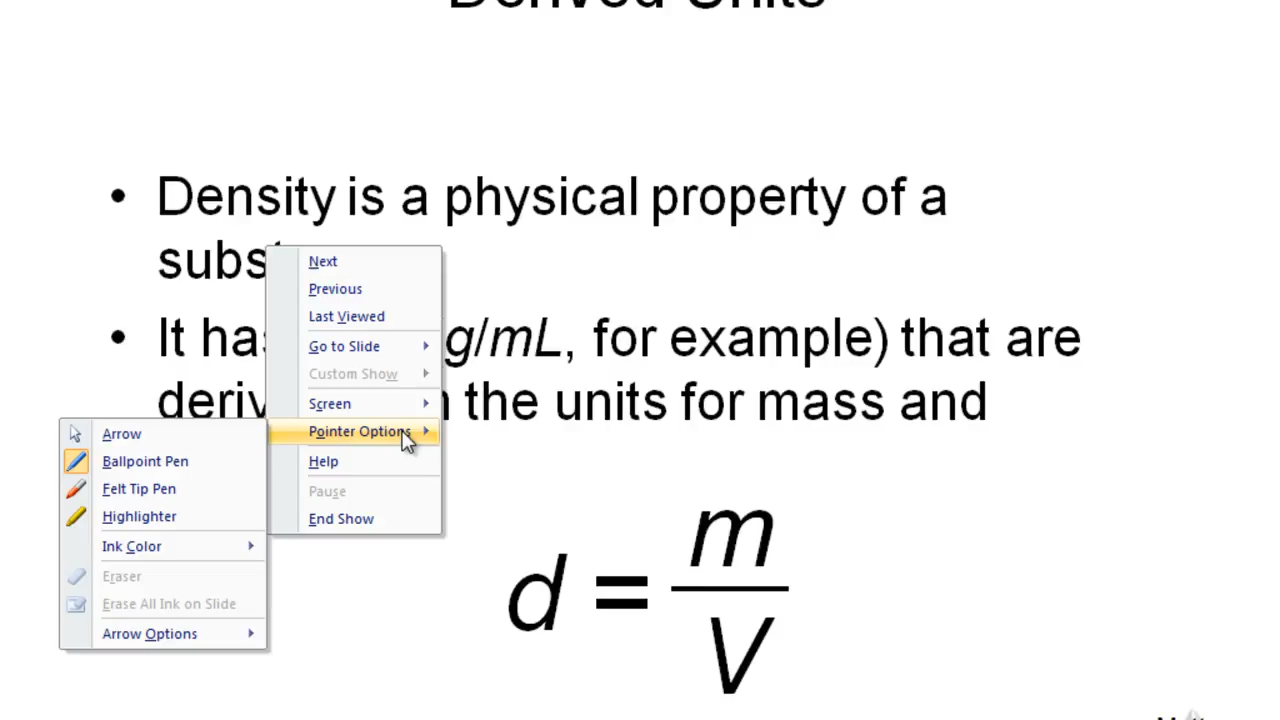 Derived Units
• Density is a physical property of a
subst
• It has g/mL, for example) that are
deriv the units for mass and
Next
Previous
Last Viewed
Go to Slide
Custom Show
Screen
Pointer Options
Help
Pause
End Show
Arrow
Ballpoint Pen
Felt Tip Pen
Highlighter
Ink Color
Eraser
Erase All Ink on Slide
Arrow Options
d = m
V